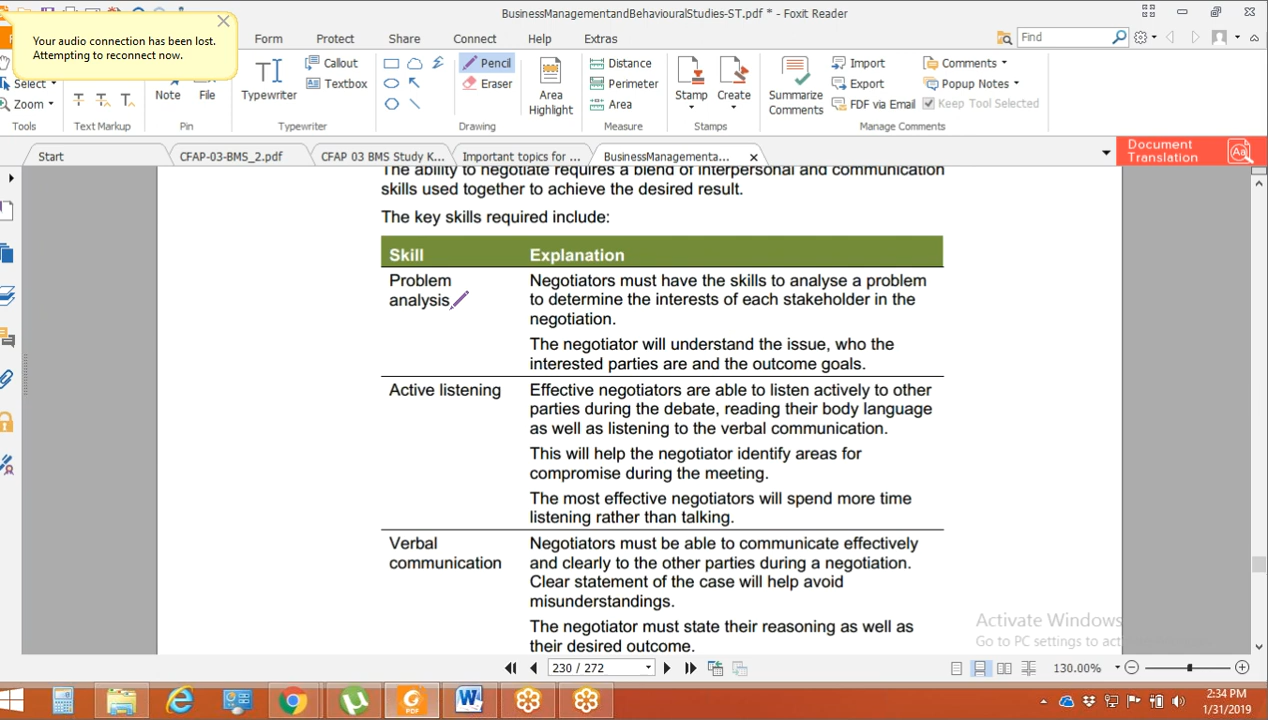 BusinessManagementandBehaviouralStudies-ST.pdf * - Foxit Reader
Your audio connection has been lost.
Attempting to reconnect now.
Form Protect Share Connect Help Extras
Find
Select
Zoom
Tools
Text Markup
Note
File
Pin
Typewriter
Callout
Textbox
Typewriter
Pencil
Eraser
Area
Highlight
Drawing
Distance
Perimeter
Area
Measure
Stamp
Create
Stamps
Summarize
Comments
Import
Export
FDF via Email
Comments
Popup Notes
Keep Tool Selected
Manage Comments
Start
CFAP-03-BMS_2.pdf
CFAP 03 BMS Study K...
Important topics for ...
BusinessManagementa...
Document
Translation
The ability to negotiate requires a blend of interpersonal and communication
skills used together to achieve the desired result.
The key skills required include:
Skill Explanation
Problem
analysis
Negotiators must have the skills to analyse a problem
to determine the interests of each stakeholder in the
negotiation.
The negotiator will understand the issue, who the
interested parties are and the outcome goals.
Active listening
Effective negotiators are able to listen actively to other
parties during the debate, reading their body language
as well as listening to the verbal communication.
This will help the negotiator identify areas for
compromise during the meeting.
The most effective negotiators will spend more time
listening rather than talking.
Verbal
communication
Negotiators must be able to communicate effectively
and clearly to the other parties during a negotiation.
Clear statement of the case will help avoid
misunderstandings.
The negotiator must state their reasoning as well as
their desired outcome.
Activate Windows
Go to PC settings to act
230 / 272
130.00%
PDF
2:34 PM
1/31/2019